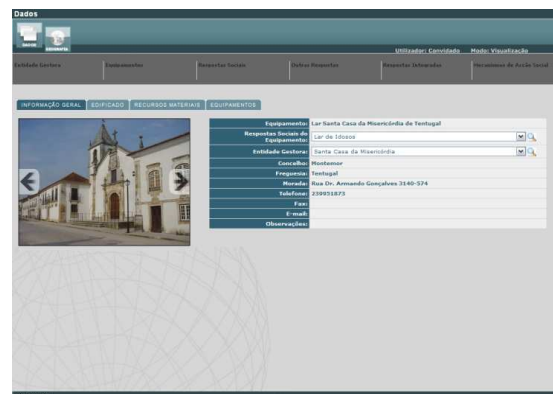 Dados
DADOS
GEOGRAFIA
Utilizador: Convidado Modo: Visualização
Entidade Gestora Equipamentos Respostas Sociais Outras Respostas Respostas Integradas Mecanismos de Acção Social
INFORMAÇÃO GERAL EDIFICADO RECURSOS MATERIAIS EQUIPAMENTOS
Equipamento: Lar Santa Casa da Misericórdia de Tentugal
Respostas Sociais do Equipamento: Lar de Idosos
Entidade Gestora: Santa Casa da Misericórdia
Concelho: Montemor
Freguesia: Tentugal
Morada: Rua Dr. Armando Gonçalves 3140-574
Telefone: 239951873
Fax:
E-mail:
Observações: